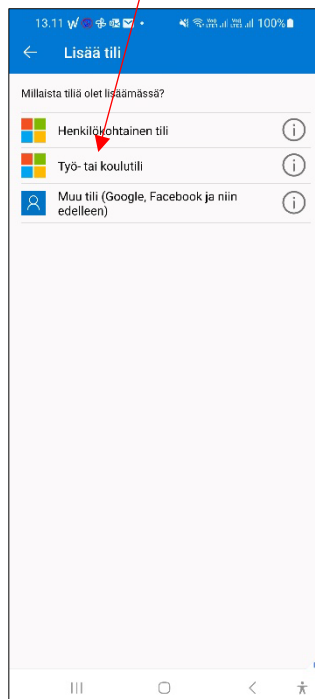 13.11 100%
Lisää tili
Millaista tiliä olet lisäämässä?
Henkilökohtainen tili
Työ- tai koulutili
Muu tili (Google, Facebook ja niin
edelleen)